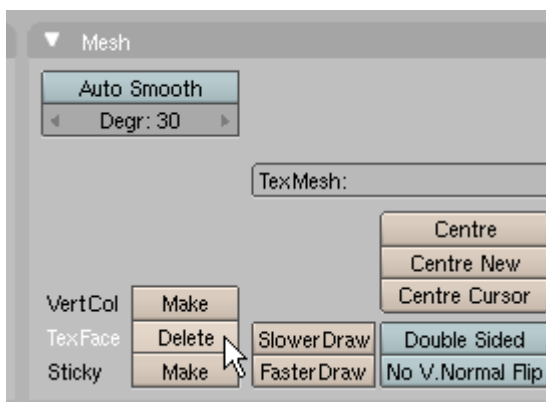 Mesh
Auto Smooth
Degr: 30
TexMesh:
Centre
Centre New
Centre Cursor
VertCol Make
TexFace Delete SlowerDraw Double Sided
Sticky Make FasterDraw No V.Normal Flip